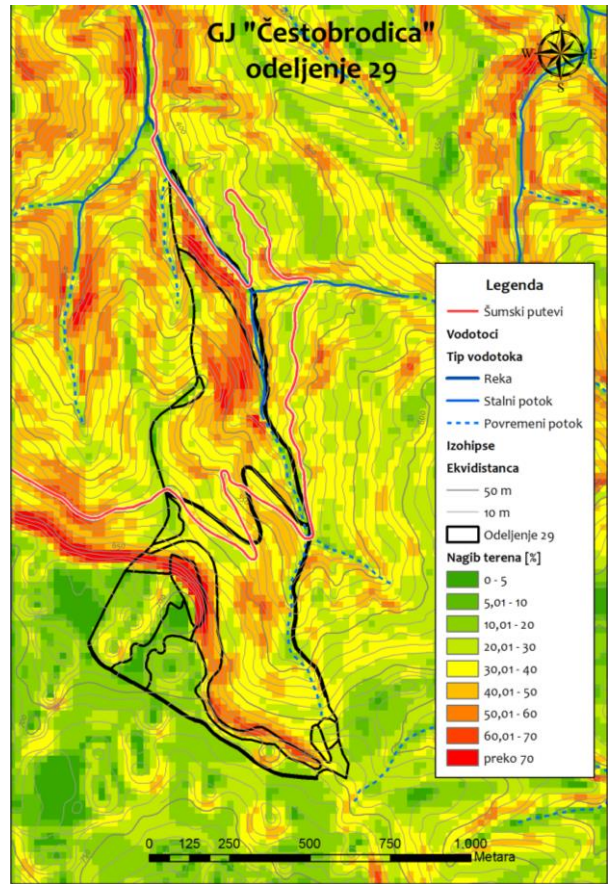 GJ "Čestobrodica"
odeljenje 29
N
W
E
S
Legenda
Šumski putevi
Vodotoci
Tip vodotoka
Reka
Stalni potok
Povremeni potok
Izohipse
Ekvidistanca
50 m
10 m
Odeljenje 29
Nagib terena [%]
0 - 5
5,01 - 10
10,01 - 20
20,01 - 30
30,01 - 40
40,01 - 50
50,01 - 60
60,01 - 70
preko 70
0 125 250 500 750 1.000
Metara